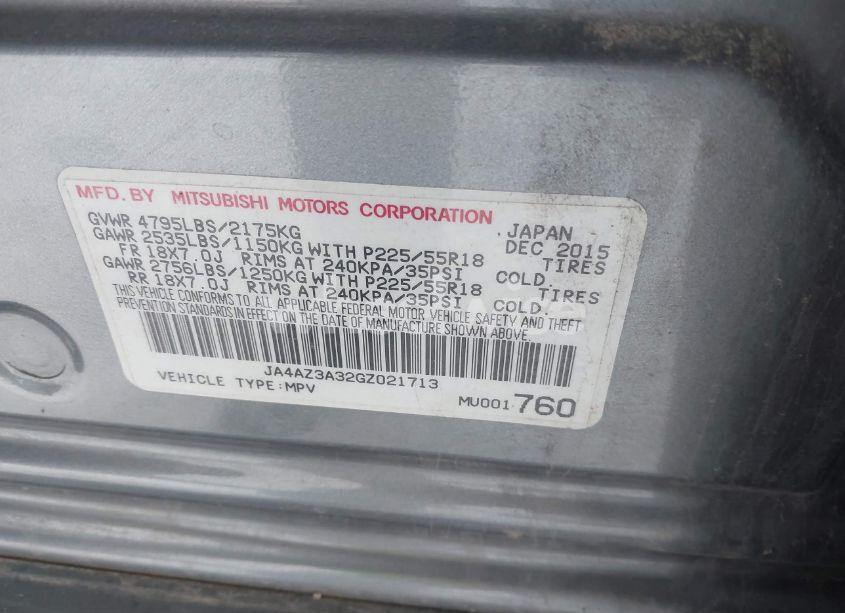 MFD. BY MITSUBISHI MOTORS CORPORATION, JAPAN
GVWR 4795LBS/2175KG DEC 2015
GAWR 2535LBS/1150KG WITH P225/55R18 TIRES
FR 18X7.0J RIMS AT 240KPA/35PSI COLD.
GAWR 2756LBS/1250KG WITH P225/55R18 TIRES
RR 18X7.0J RIMS AT 240KPA/35PSI COLD.
THIS VEHICLE CONFORMS TO ALL APPLICABLE FEDERAL MOTOR VEHICLE SAFETY AND THEFT
PREVENTION STANDARDS IN EFFECT ON THE DATE OF MANUFACTURE SHOWN ABOVE.
JA4AZ3A32GZ021713
VEHICLE TYPE:MPV MU001 760